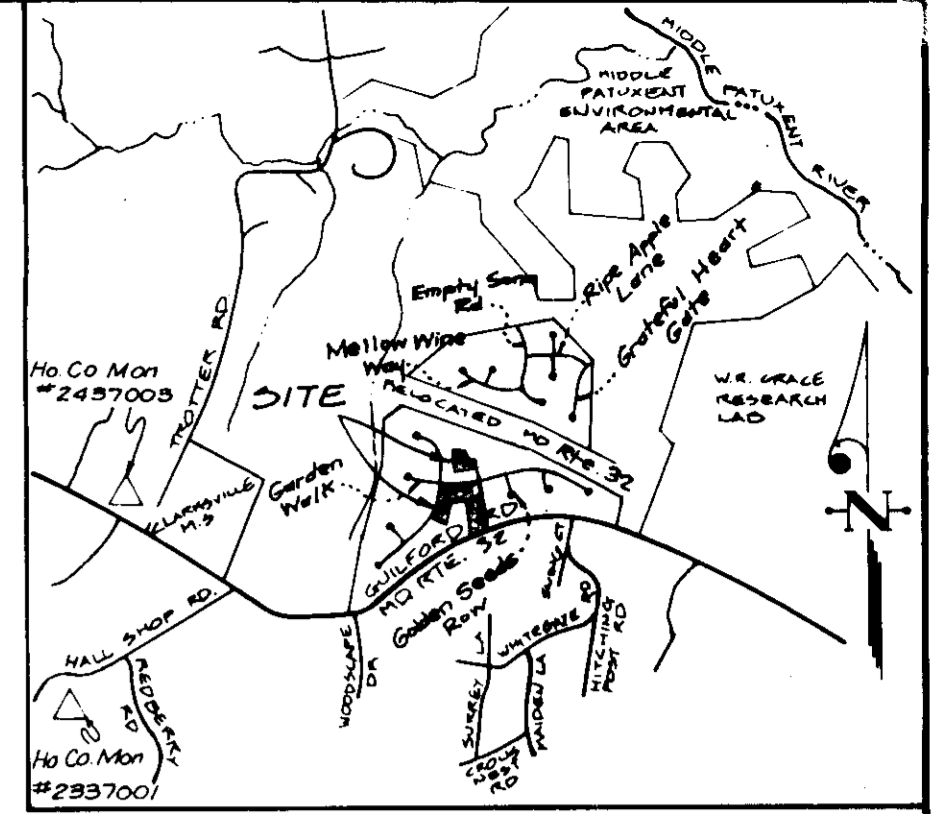 MIDDLE PATUXENT RIVER
MIDDLE
PATUXENT
ENVIRONMENTAL
AREA
Ripe Apple
Lane
Grateful Heart
Gate
Empty Song
Rd
Mellow Wine
Way
RELOCATED MD Rte 32
W.R. GRACE
RESEARCH
LAB
TROTTER RD
Ho. Co Mon
#2437003
SITE
Garden
Walk
CLARKSVILLE
M.S
GUILFORD RD
MD RTE. 32
Golden Seeds
Row
N
HALL SHOP RD.
REDBERRY
RD
WOODSCAPE
DR
SURREY LA
WHITEGATE RD
MAIDEN LA
HITCHING
POST RD
CROWS
NEST
RD
Ho Co. Mon
#2337001